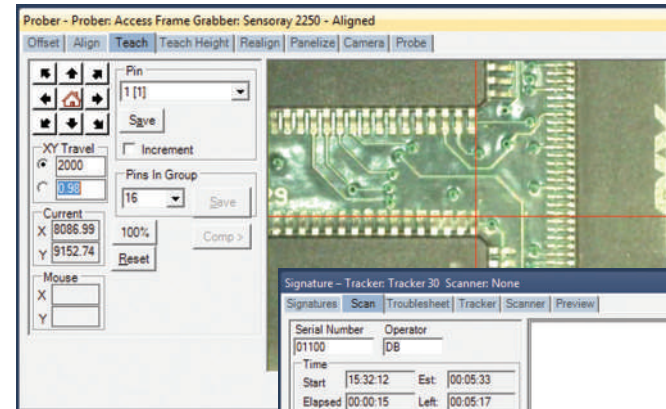 Prober - Prober: Access Frame Grabber: Sensoray 2250 - Aligned
Offset Align Teach Teach Height Realign Panelize Camera Probe
Pin
1 [1]
Save
Increment
XY Travel
2000
0.98
Pins In Group
16
Save
Current
X 8086.99
Y 9152.74
100%
Comp >
Reset
Mouse
X
Y
Signature – Tracker: Tracker 30 Scanner: None
Signatures Scan Troublesheet Tracker Scanner Preview
Serial Number Operator
01100 DB
Time
Start 15:32:12 Est: 00:05:33
Elapsed 00:00:15 Left: 00:05:17